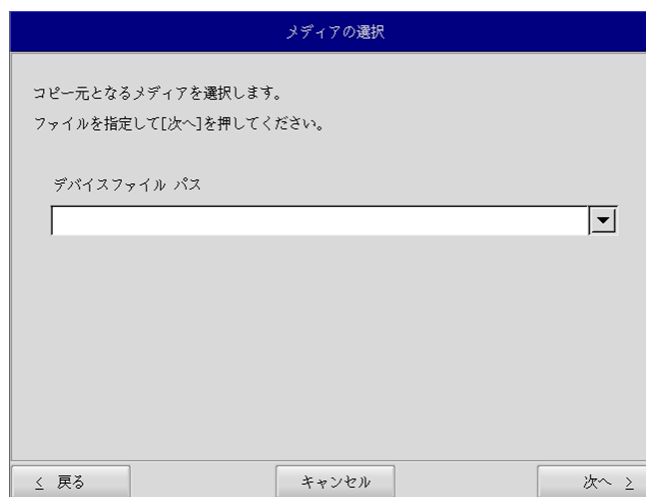 メディアの選択
コピー元となるメディアを選択します。
ファイルを指定して[次へ]を押してください。
デバイスファイル パス
< 戻る
キャンセル
次へ >